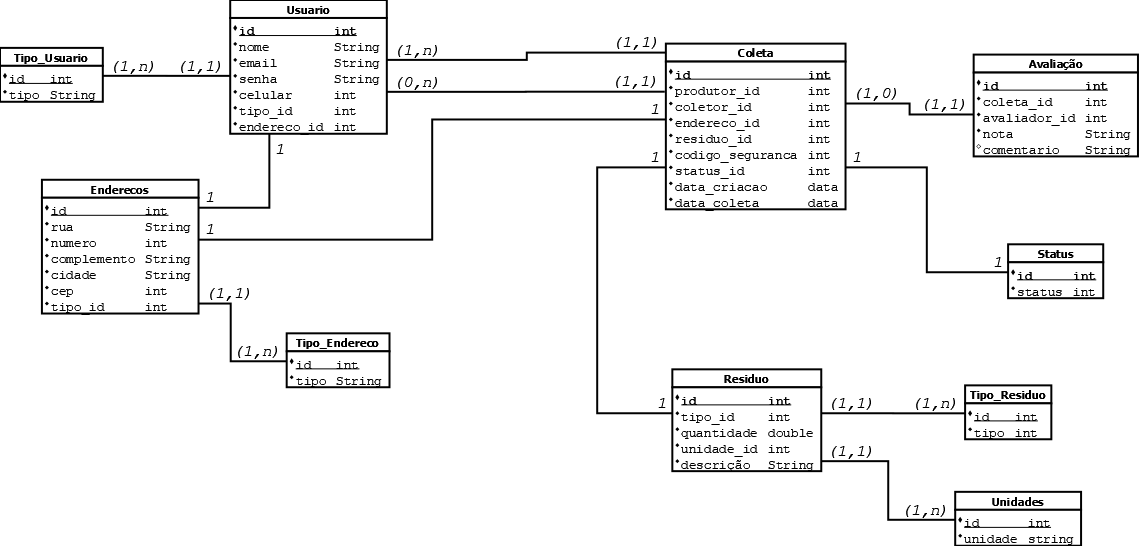 Usuario
id int
nome String
email String
senha String
celular int
tipo_id int
endereco_id int
Tipo_Usuario
id int
tipo String
(1,n)
(1,1)
(1,n)
(1,1)
(0,n)
(1,1)
1
1
Coleta
id int
produtor_id int
coletor_id int
endereco_id int
residuo_id int
codigo_seguranca int
status_id int
data_criacao data
data_coleta data
(1,0)
(1,1)
1
Avaliação
id int
coleta_id int
avaliador_id int
nota String
comentario String
1
1
1
Enderecos
id int
rua String
numero int
complemento String
cidade String
cep int
tipo_id int
(1,1)
(1,n)
1
Status
id int
status int
Tipo_Endereco
id int
tipo String
1
Residuo
id int
tipo_id int
quantidade double
unidade_id int
descrição String
(1,1)
(1,n)
(1,1)
(1,n)
Tipo_Residuo
id int
tipo int
Unidades
id int
unidade string